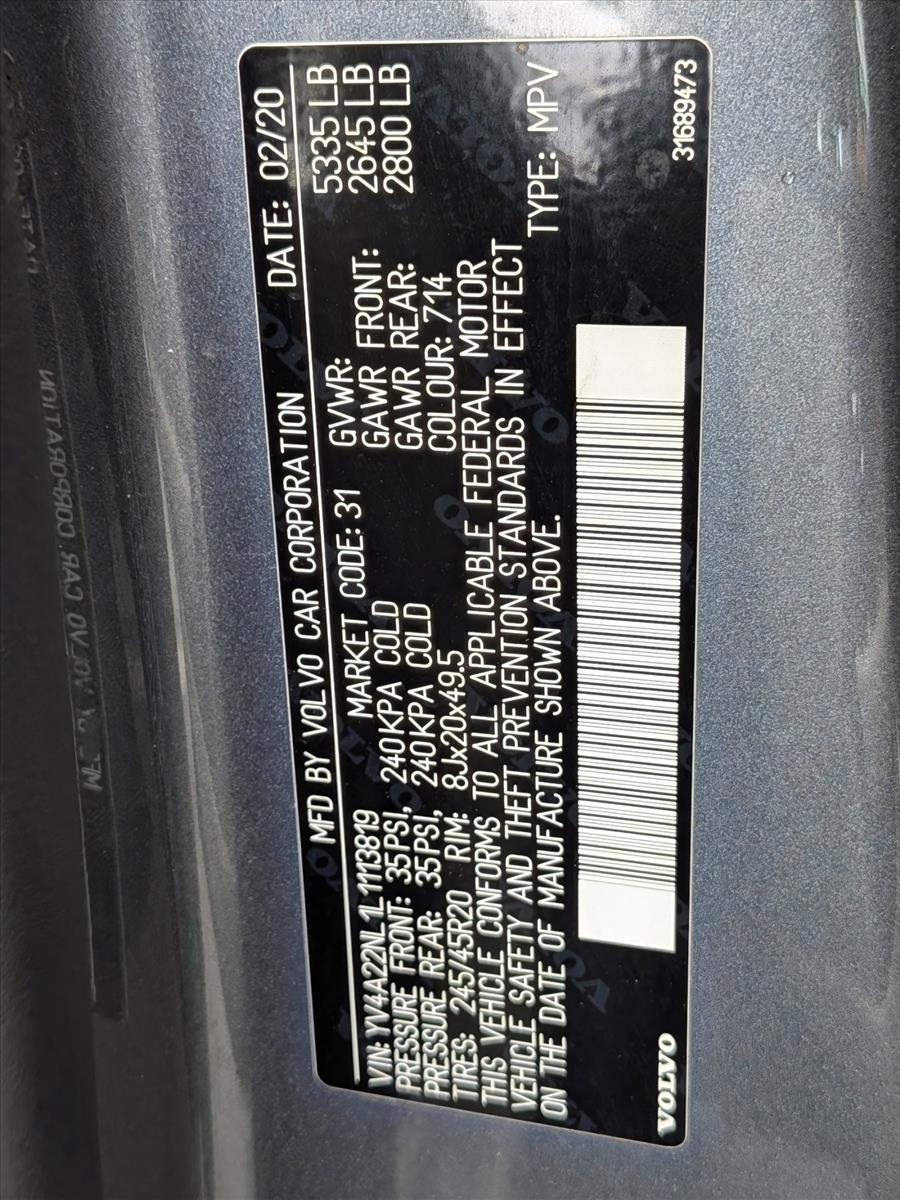 MFD BY VOLVO CAR CORPORATION DATE: 02/20
VIN: YV4A22NL 1L 1113819 MARKET CODE: 31 GVWR: 5335 LB
PRESSURE FRONT: 35PSI, 240KPA COLD GAWR FRONT: 2645 LB
PRESSURE REAR: 35PSI, 240KPA COLD GAWR REAR: 2800 LB
TIRES: 245/45R20 RIM: 8Jx20x49.5 COLOUR: 714
THIS VEHICLE CONFORMS TO ALL APPLICABLE FEDERAL MOTOR
VEHICLE SAFETY AND THEFT PREVENTION STANDARDS IN EFFECT
ON THE DATE OF MANUFACTURE SHOWN ABOVE. TYPE: MPV
VOLVO 31689473